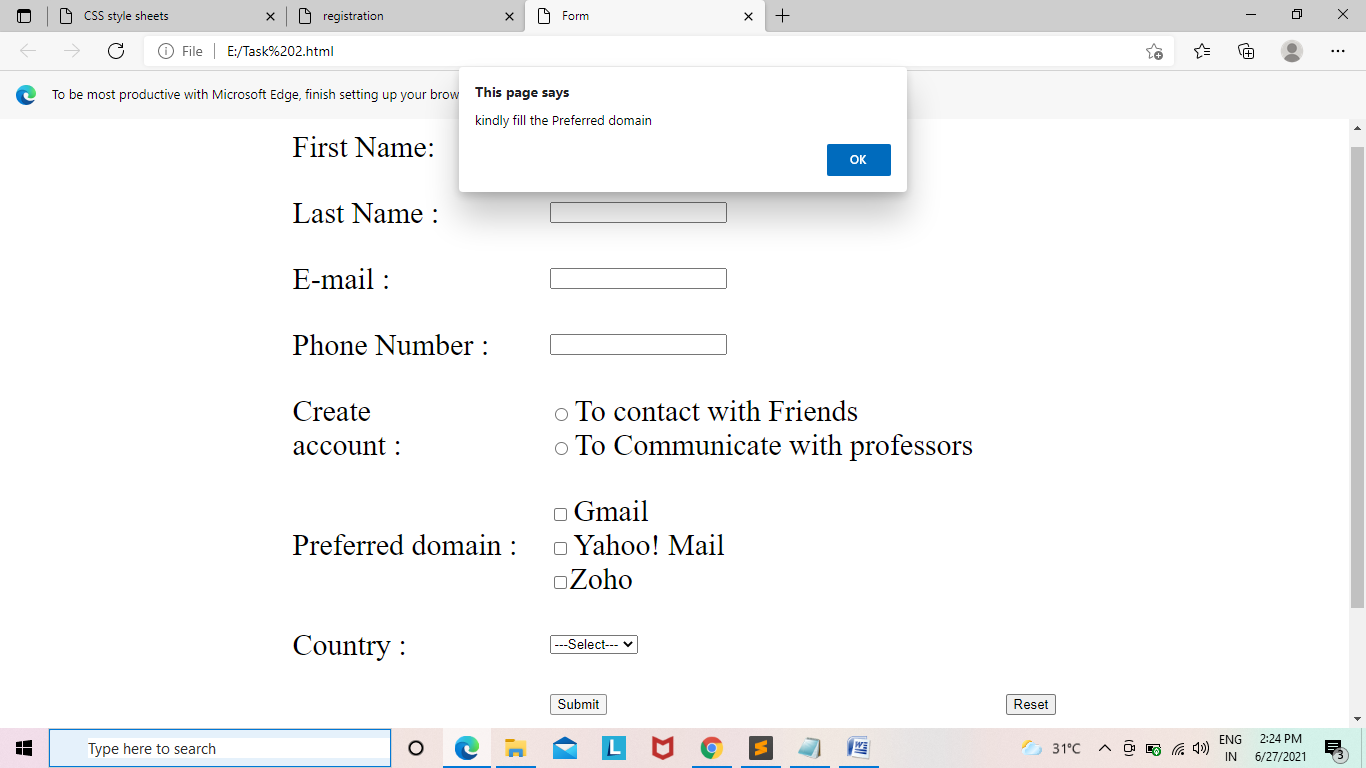 CSS style sheets
registration
Form
File
E:/Task%202.html
To be most productive with Microsoft Edge, finish setting up your brow
This page says
kindly fill the Preferred domain
OK
First Name:
Last Name :
E-mail :
Phone Number :
Create
account :
To contact with Friends
To Communicate with professors
Preferred domain :
Gmail
Yahoo! Mail
Zoho
Country :
---Select---
Submit
Reset
Type here to search
L
S
W
31°C
ENG
IN
2:24 PM
6/27/2021
3